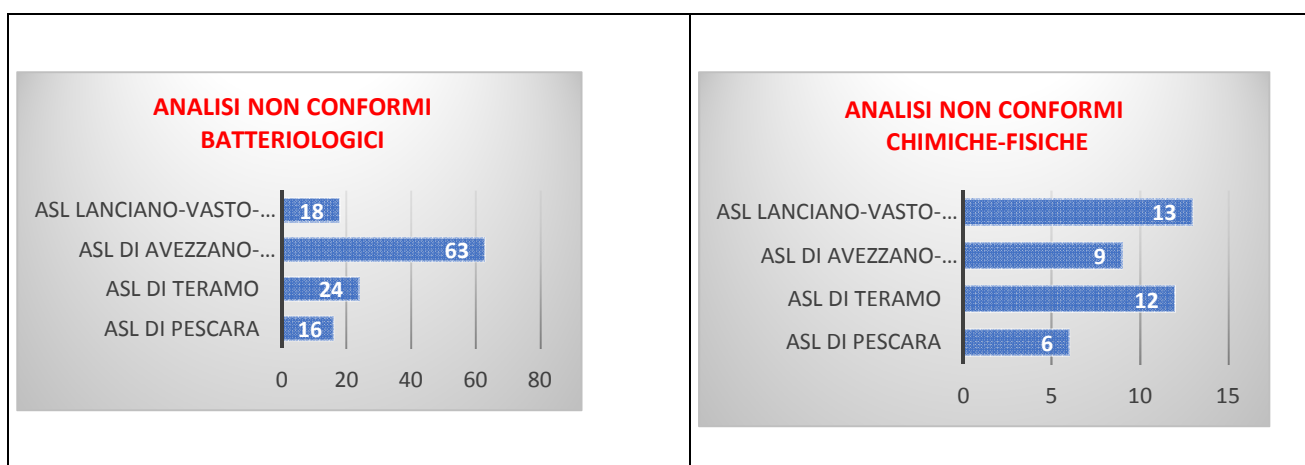 ANALISI NON CONFORMI
BATTERIOLOGICI
ASL LANCIANO-VASTO-... 18
ASL DI AVEZZANO-... 63
ASL DI TERAMO 24
ASL DI PESCARA 16
0 20 40 60 80
ANALISI NON CONFORMI
CHIMICHE-FISICHE
ASL LANCIANO-VASTO-... 13
ASL DI AVEZZANO-... 9
ASL DI TERAMO 12
ASL DI PESCARA 6
0 5 10 15